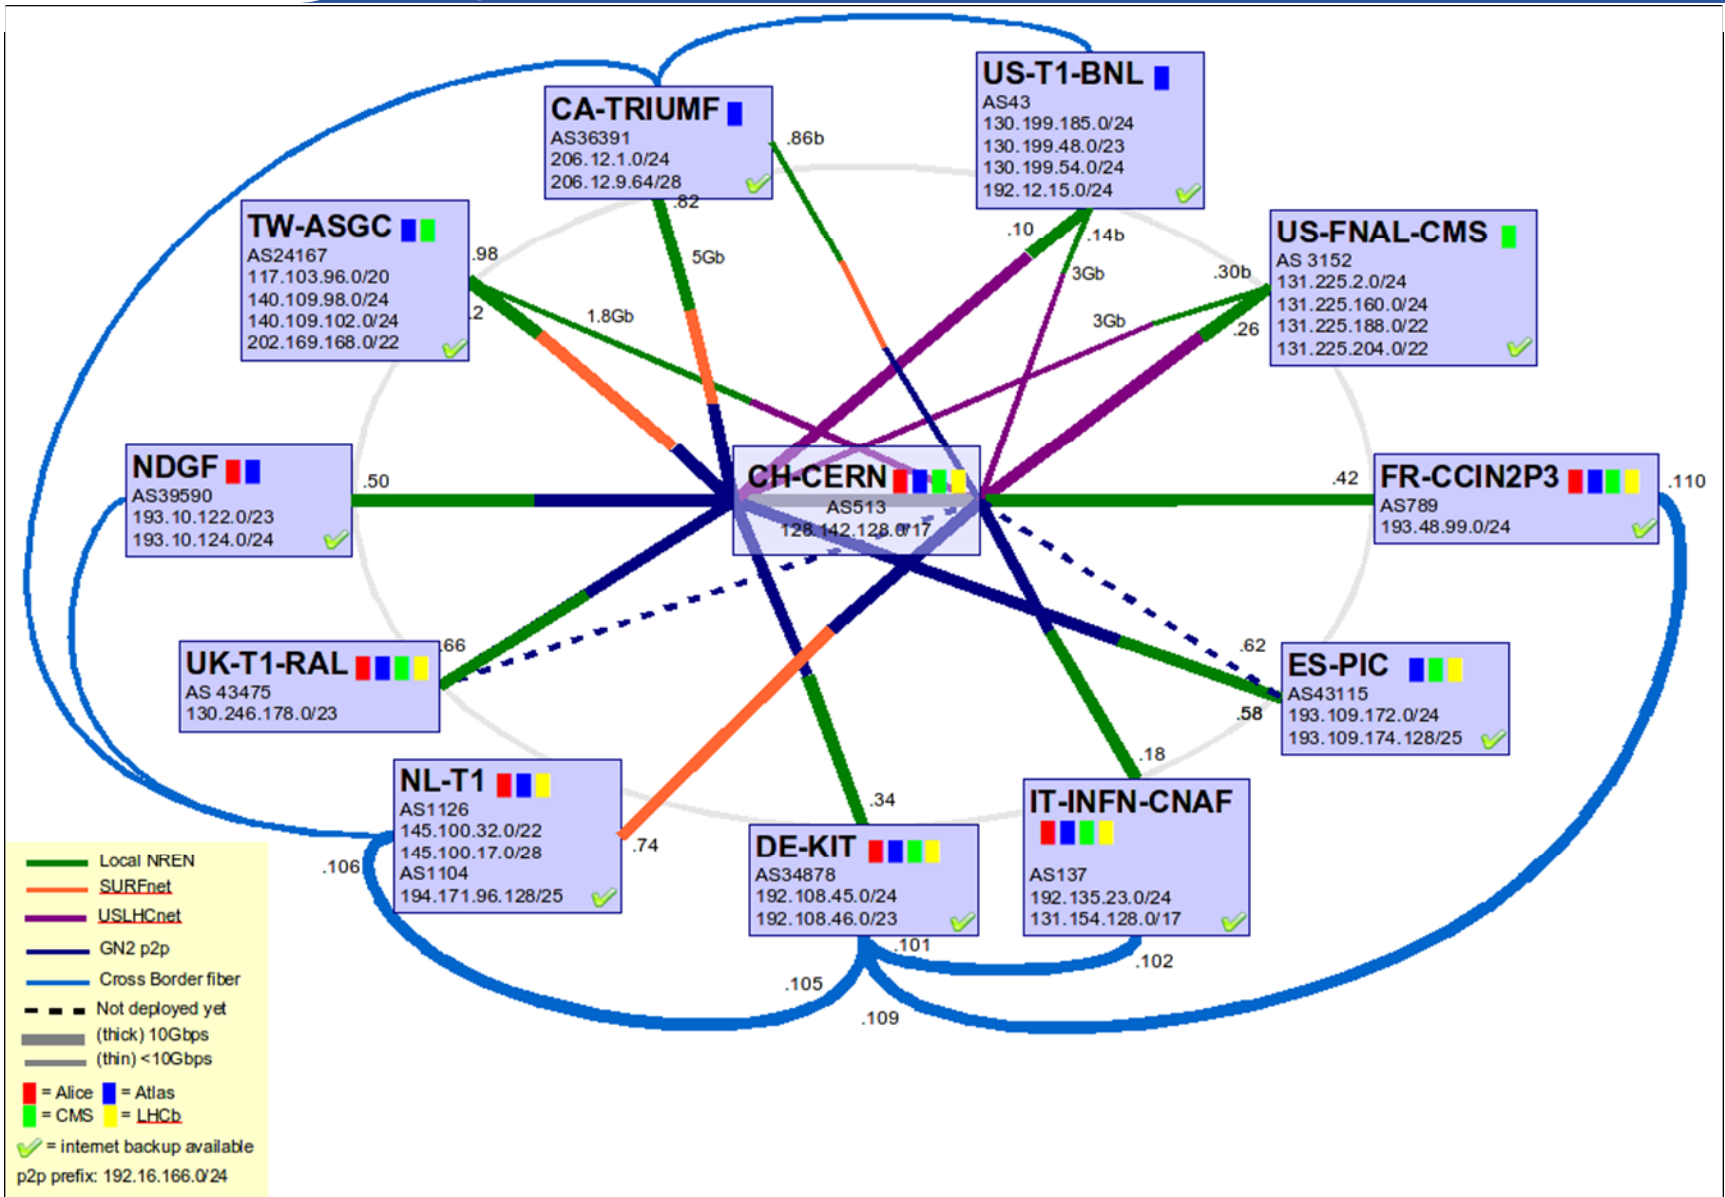 US-T1-BNL
AS43
130.199.185.0/24
130.199.48.0/23
130.199.54.0/24
192.12.15.0/24
CA-TRIUMF
AS36391
206.12.1.0/24
206.12.9.64/28
.86b
.82
5Gb
.10
.14b
3Gb
TW-ASGC
AS24167
117.103.96.0/20
140.109.98.0/24
140.109.102.0/24
202.169.168.0/22
.98
.2
1.8Gb
US-FNAL-CMS
AS 3152
131.225.2.0/24
131.225.160.0/24
131.225.188.0/22
131.225.204.0/22
.30b
3Gb
.26
NDGF
AS39590
193.10.122.0/23
193.10.124.0/24
.50
CH-CERN
AS513
128.142.128.0/17
.42
FR-CCIN2P3
AS789
193.48.99.0/24
.110
UK-T1-RAL
AS 43475
130.246.178.0/23
.66
.62
ES-PIC
AS43115
193.109.172.0/24
193.109.174.128/25
.58
NL-T1
AS1126
145.100.32.0/22
145.100.17.0/28
AS1104
194.171.96.128/25
.74
.106
.34
DE-KIT
AS34878
192.108.45.0/24
192.108.46.0/23
.18
IT-INFN-CNAF
AS137
192.135.23.0/24
131.154.128.0/17
.101
.102
.105
.109
Local NREN
SURFnet
USLHCnet
GN2 p2p
Cross Border fiber
Not deployed yet
(thick) 10Gbps
(thin) <10Gbps
= Alice = Atlas
= CMS = LHCb
= internet backup available
p2p prefix: 192.16.166.0/24